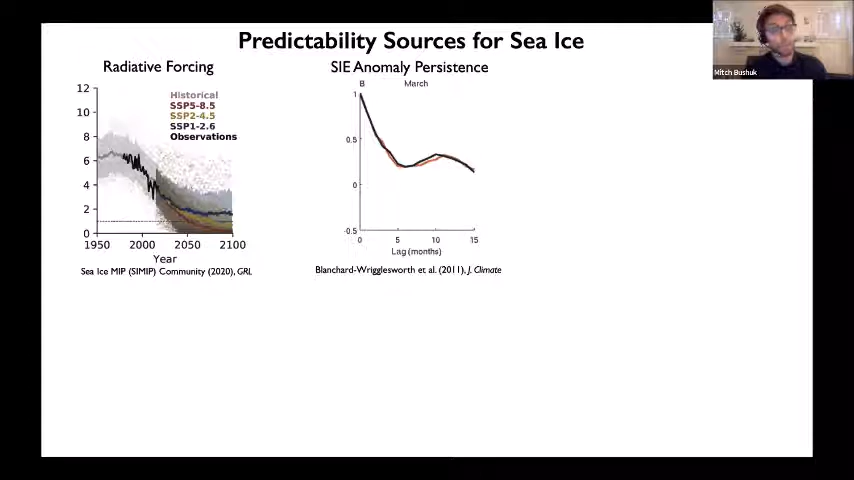 Predictability Sources for Sea Ice
Mitch Bushuk
Radiative Forcing
12
10
8
6
4
2
0
Historical
SSP5-8.5
SSP2-4.5
SSP1-2.6
Observations
1950 2000 2050 2100
Year
Sea Ice MIP (SIMIP) Community (2020), GRL
SIE Anomaly Persistence
B March
1
0.5
0
-0.5
0 5 10 15
Lag (months)
Blanchard-Wrigglesworth et al. (2011), J. Climate